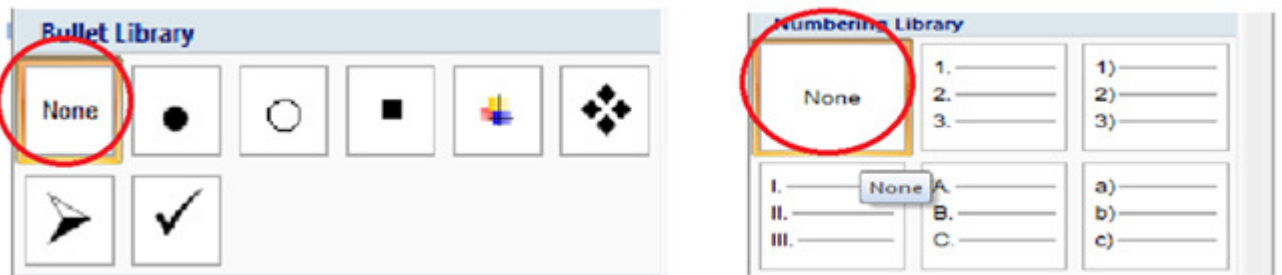 Bullet Library
None
Numbering Library
None
1.
2.
3.
1)
2)
3)
I.
II.
III.
None
A.
B.
C.
a)
b)
c)